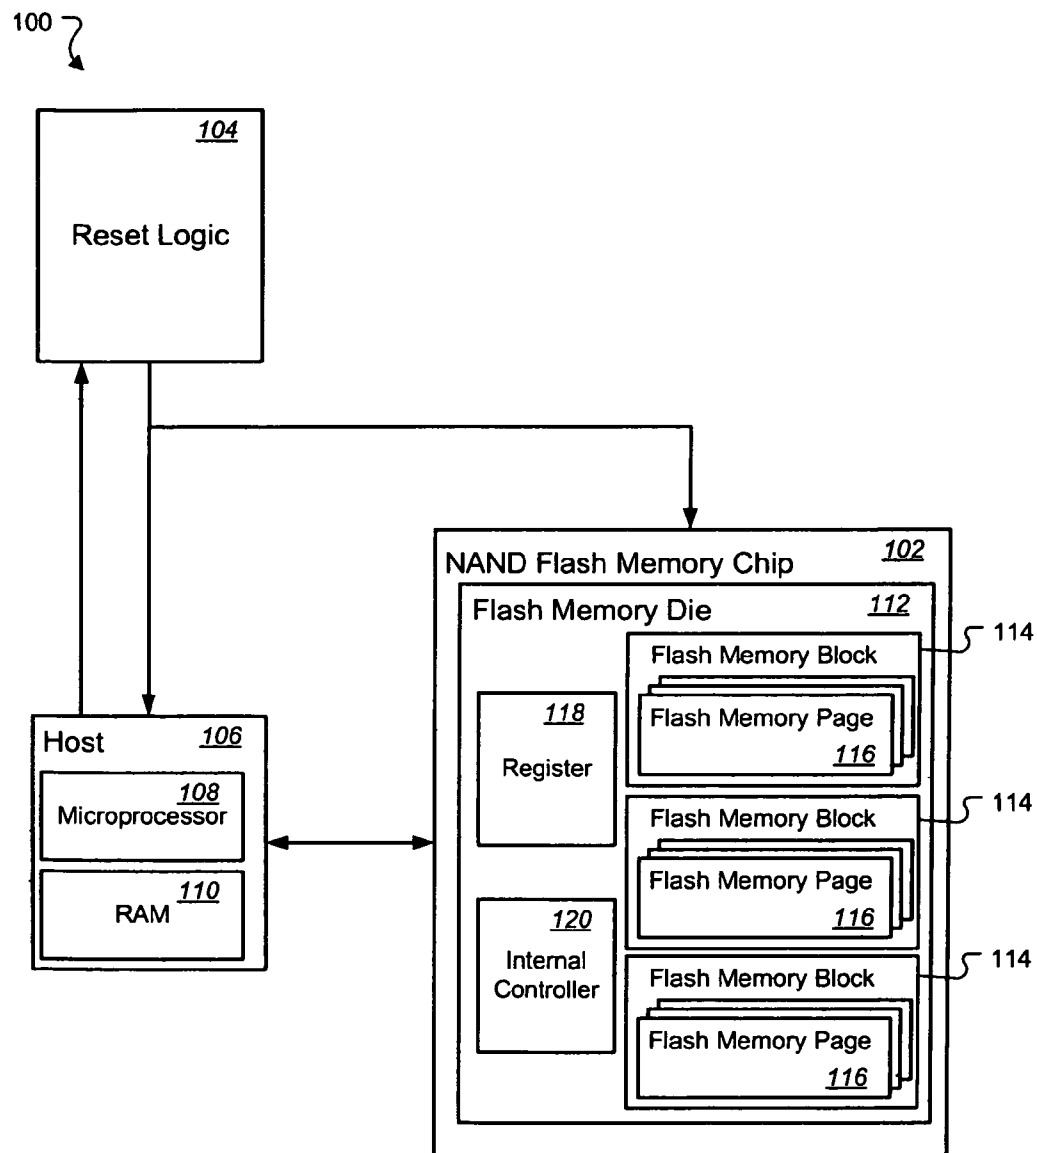 100
104
Reset Logic
102
NAND Flash Memory Chip
112
Flash Memory Die
114
Flash Memory Block
Flash Memory Page
116
118
Register
Host
106
108
Microprocessor
110
RAM
114
Flash Memory Block
Flash Memory Page
116
120
Internal
Controller
114
Flash Memory Block
Flash Memory Page
116